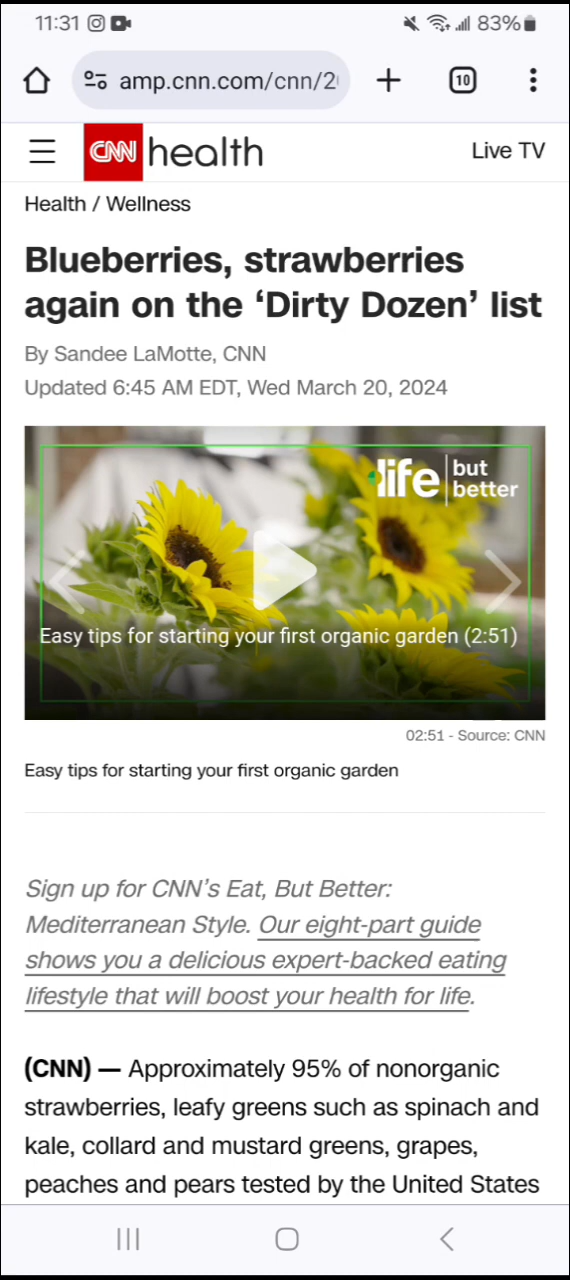 11:31
83%
amp.cnn.com/cnn/2
10
CNN health
Live TV
Health / Wellness
Blueberries, strawberries
again on the ‘Dirty Dozen’ list
By Sandee LaMotte, CNN
Updated 6:45 AM EDT, Wed March 20, 2024
life but
better
Easy tips for starting your first organic garden (2:51)
02:51 - Source: CNN
Easy tips for starting your first organic garden
Sign up for CNN’s Eat, But Better:
Mediterranean Style. Our eight-part guide
shows you a delicious expert-backed eating
lifestyle that will boost your health for life.
(CNN) — Approximately 95% of nonorganic
strawberries, leafy greens such as spinach and
kale, collard and mustard greens, grapes,
peaches and pears tested by the United States